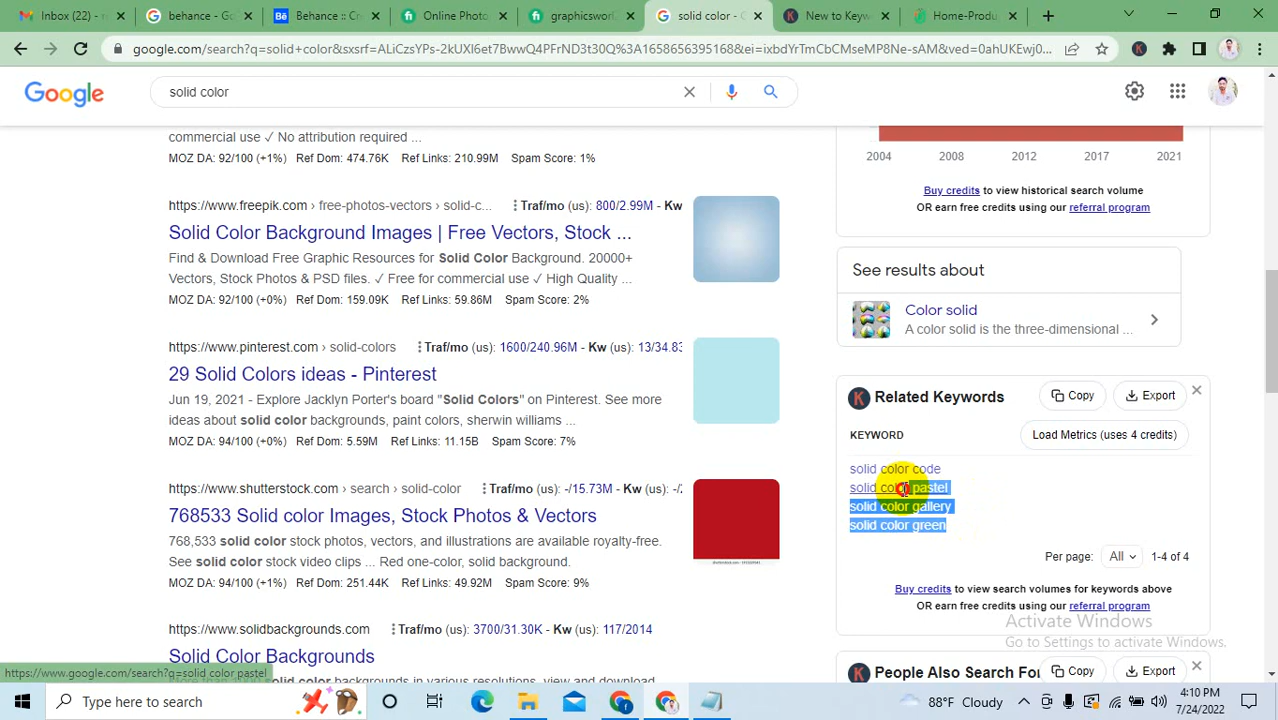 Inbox (22) - n
behance - Go
Behance :: Co
Online Photo
graphicsworl
solid color - G
New to Keyw
Home-Produ
google.com/search?q=solid+color&sxsrf=ALiCzsYPs-2kUXl6et7BwwQ4PFrND3t30Q%3A1658656395168&ei=ixbdYrTmCbCMseMP8Ne-sAM&ved=0ahUKEwj0...
Google
solid color
commercial use ✓ No attribution required ...
MOZ DA: 92/100 (+1%) Ref Dom: 474.76K Ref Links: 210.99M Spam Score: 1%
https://www.freepik.com › free-photos-vectors › solid-c... Traf/mo (us): 800/2.99M - Kw
Solid Color Background Images | Free Vectors, Stock ...
Find & Download Free Graphic Resources for Solid Color Background. 20000+
Vectors, Stock Photos & PSD files. ✓ Free for commercial use ✓ High Quality ...
MOZ DA: 92/100 (+0%) Ref Dom: 159.09K Ref Links: 59.86M Spam Score: 2%
https://www.pinterest.com › solid-colors Traf/mo (us): 1600/240.96M - Kw (us): 13/34.83
29 Solid Colors ideas - Pinterest
Jun 19, 2021 - Explore Jacklyn Porter's board "Solid Colors" on Pinterest. See more
ideas about solid color backgrounds, paint colors, sherwin williams ...
MOZ DA: 94/100 (+0%) Ref Dom: 5.59M Ref Links: 11.15B Spam Score: 7%
https://www.shutterstock.com › search › solid-color Traf/mo (us): -/15.73M - Kw (us): -/2
768533 Solid color Images, Stock Photos & Vectors
768,533 solid color stock photos, vectors, and illustrations are available royalty-free.
See solid color stock video clips ... Red one-color, solid background.
MOZ DA: 94/100 (+1%) Ref Dom: 251.44K Ref Links: 49.92M Spam Score: 9%
https://www.solidbackgrounds.com Traf/mo (us): 3700/31.30K - Kw (us): 117/2014
Solid Color Backgrounds
solid color backgrounds in various resolutions, view and download
https://www.google.com/search?q=solid color pastel
2004 2008 2012 2017 2021
Buy credits to view historical search volume
OR earn free credits using our referral program
See results about
Color solid
A color solid is the three-dimensional ...
Related Keywords
Copy
Export
KEYWORD
Load Metrics (uses 4 credits)
solid color code
solid color pastel
solid color gallery
solid color green
Per page: All 1-4 of 4
Buy credits to view search volumes for keywords above
OR earn free credits using our referral program
Activate Windows
Go to Settings to activate Windows.
People Also Search For
Copy
Export
Type here to search
88°F Cloudy
4:10 PM
7/24/2022